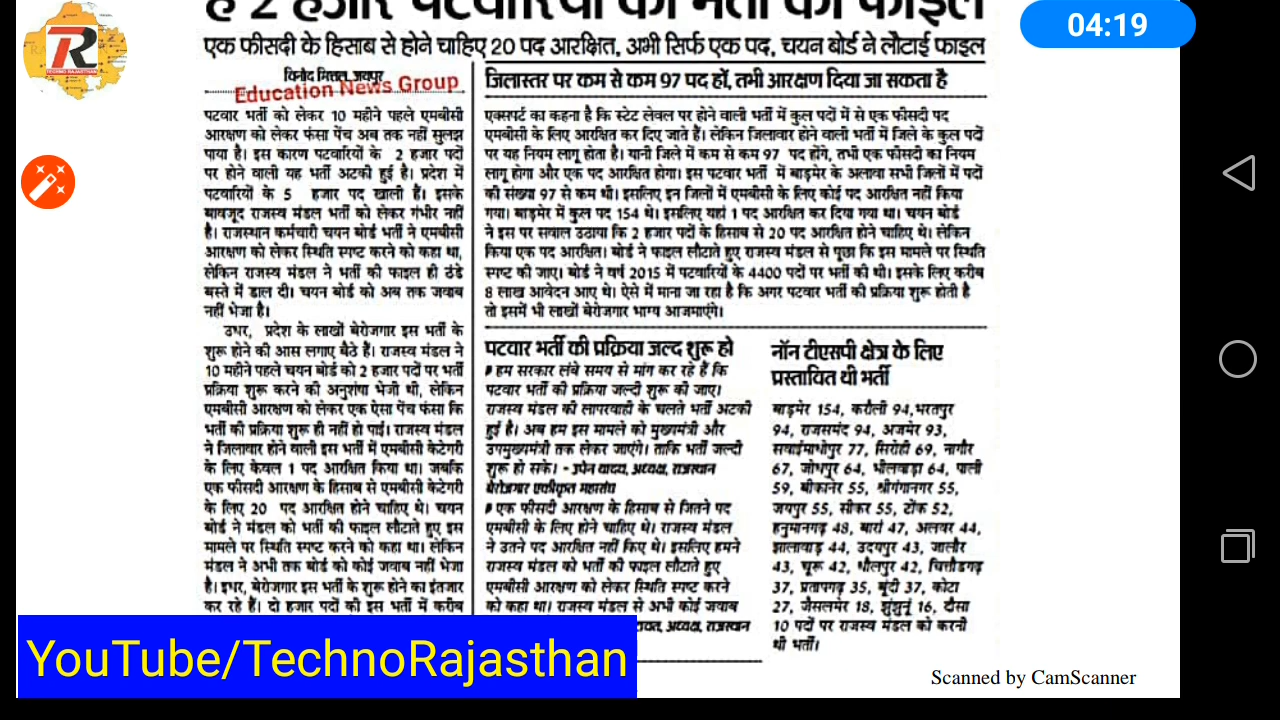 है 2 हजार पटवारियों की भर्ती की फाइल
एक फीसदी के हिसाब से होने चाहिए 20 पद आरक्षित, अभी सिर्फ एक पद, चयन बोर्ड ने लौटाई फाइल
04:19
TECHNO RAJASTHAN
विनोद मित्तल. जयपुर
Education News Group
पटवार भर्ती को लेकर 10 महीने पहले एमबीसी
आरक्षण को लेकर फंसा पेंच अब तक नहीं सुलझ
पाया है। इस कारण पटवारियों के 2 हजार पदों
पर होने वाली यह भर्ती अटकी हुई है। प्रदेश में
पटवारियों के 5 हजार पद खाली हैं। इसके
बावजूद राजस्व मंडल भर्ती को लेकर गंभीर नहीं
है। राजस्थान कर्मचारी चयन बोर्ड भर्ती ने एमबीसी
आरक्षण को लेकर स्थिति स्पष्ट करने को कहा था,
लेकिन राजस्व मंडल ने भर्ती की फाइल ही ठंडे
बस्ते में डाल दी। चयन बोर्ड को अब तक जवाब
नहीं भेजा है।
उधर, प्रदेश के लाखों बेरोजगार इस भर्ती के
शुरू होने की आस लगाए बैठे हैं। राजस्व मंडल ने
10 महीने पहले चयन बोर्ड को 2 हजार पदों पर भर्ती
प्रक्रिया शुरू करने की अनुशंषा भेजी थी, लेकिन
एमबीसी आरक्षण को लेकर एक ऐसा पेंच फंसा कि
भर्ती की प्रक्रिया शुरू ही नहीं हो पाई। राजस्व मंडल
ने जिलावार होने वाली इस भर्ती में एमबीसी केटेगरी
के लिए केवल 1 पद आरक्षित किया था। जबकि
एक फीसदी आरक्षण के हिसाब से एमबीसी केटेगरी
के लिए 20 पद आरक्षित होने चाहिए थे। चयन
बोर्ड ने मंडल को भर्ती की फाइल लौटाते हुए इस
मामले पर स्थिति स्पष्ट करने को कहा था। लेकिन
मंडल ने अभी तक बोर्ड को कोई जवाब नहीं भेजा
है। इधर, बेरोजगार इस भर्ती के शुरू होने का इंतजार
कर रहे हैं। दो हजार पदों की इस भर्ती में करीब
जिलास्तर पर कम से कम 97 पद हों, तभी आरक्षण दिया जा सकता है
एक्सपर्ट का कहना है कि स्टेट लेवल पर होने वाली भर्ती में कुल पदों में से एक फीसदी पद
एमबीसी के लिए आरक्षित कर दिए जाते हैं। लेकिन जिलावार होने वाली भर्ती में जिले के कुल पदों
पर यह नियम लागू होता है। यानी जिले में कम से कम 97 पद होंगे, तभी एक फीसदी का नियम
लागू होगा और एक पद आरक्षित होगा। इस पटवार भर्ती में बाड़मेर के अलावा सभी जिलों में पदों
की संख्या 97 से कम थी। इसलिए इन जिलों में एमबीसी के लिए कोई पद आरक्षित नहीं किया
गया। बाड़मेर में कुल पद 154 थे। इसलिए यहां 1 पद आरक्षित कर दिया गया था। चयन बोर्ड
ने इस पर सवाल उठाया कि 2 हजार पदों के हिसाब से 20 पद आरक्षित होने चाहिए थे। लेकिन
किया एक पद आरक्षित। बोर्ड ने फाइल लौटाते हुए राजस्व मंडल से पूछा कि इस मामले पर स्थिति
स्पष्ट की जाए। बोर्ड ने वर्ष 2015 में पटवारियों के 4400 पदों पर भर्ती की थी। इसके लिए करीब
8 लाख आवेदन आए थे। ऐसे में माना जा रहा है कि अगर पटवार भर्ती की प्रक्रिया शुरू होती है
तो इसमें भी लाखों बेरोजगार भाग्य आजमाएंगे।
पटवार भर्ती की प्रक्रिया जल्द शुरू हो
हम सरकार लंबे समय से मांग कर रहे हैं कि
पटवार भर्ती की प्रक्रिया जल्दी शुरू की जाए।
राजस्व मंडल की लापरवाही के चलते भर्ती अटकी
हुई है। अब हम इस मामले को मुख्यमंत्री और
उपमुख्यमंत्री तक लेकर जाएंगे। ताकि भर्ती जल्दी
शुरू हो सके। - उपेन यादव, अध्यक्ष, राजस्थान
बेरोजगार एकीकृत महासंघ
एक फीसदी आरक्षण के हिसाब से जितने पद
एमबीसी के लिए होने चाहिए थे। राजस्व मंडल
ने उतने पद आरक्षित नहीं किए थे। इसलिए हमने
राजस्व मंडल को भर्ती की फाइल लौटाते हुए
एमबीसी आरक्षण को लेकर स्थिति स्पष्ट करने
को कहा था। राजस्व मंडल से अभी कोई जवाब
अध्यक्ष, राजस्थान
नॉन टीएसपी क्षेत्र के लिए
प्रस्तावित थी भर्ती
बाड़मेर 154, करौली 94,भरतपुर
94, राजसमंद 94, अजमेर 93,
सवाईमाधोपुर 77, सिरोही 69, नागौर
67, जोधपुर 64, भीलवाड़ा 64, पाली
59, बीकानेर 55, श्रीगंगानगर 55,
जयपुर 55, सीकर 55, टोंक 52,
हनुमानगढ़ 48, बारां 47, अलवर 44,
झालावाड़ 44, उदयपुर 43, जालौर
43, चूरू 42, धौलपुर 42, चित्तौडगढ़
37, प्रतापगढ़ 35, बूंदी 37, कोटा
27, जैसलमेर 18, झुंझुनूं 16, दौसा
10 पदों पर राजस्व मंडल को करनी
थी भर्ती।
YouTube/TechnoRajasthan
Scanned by CamScanner